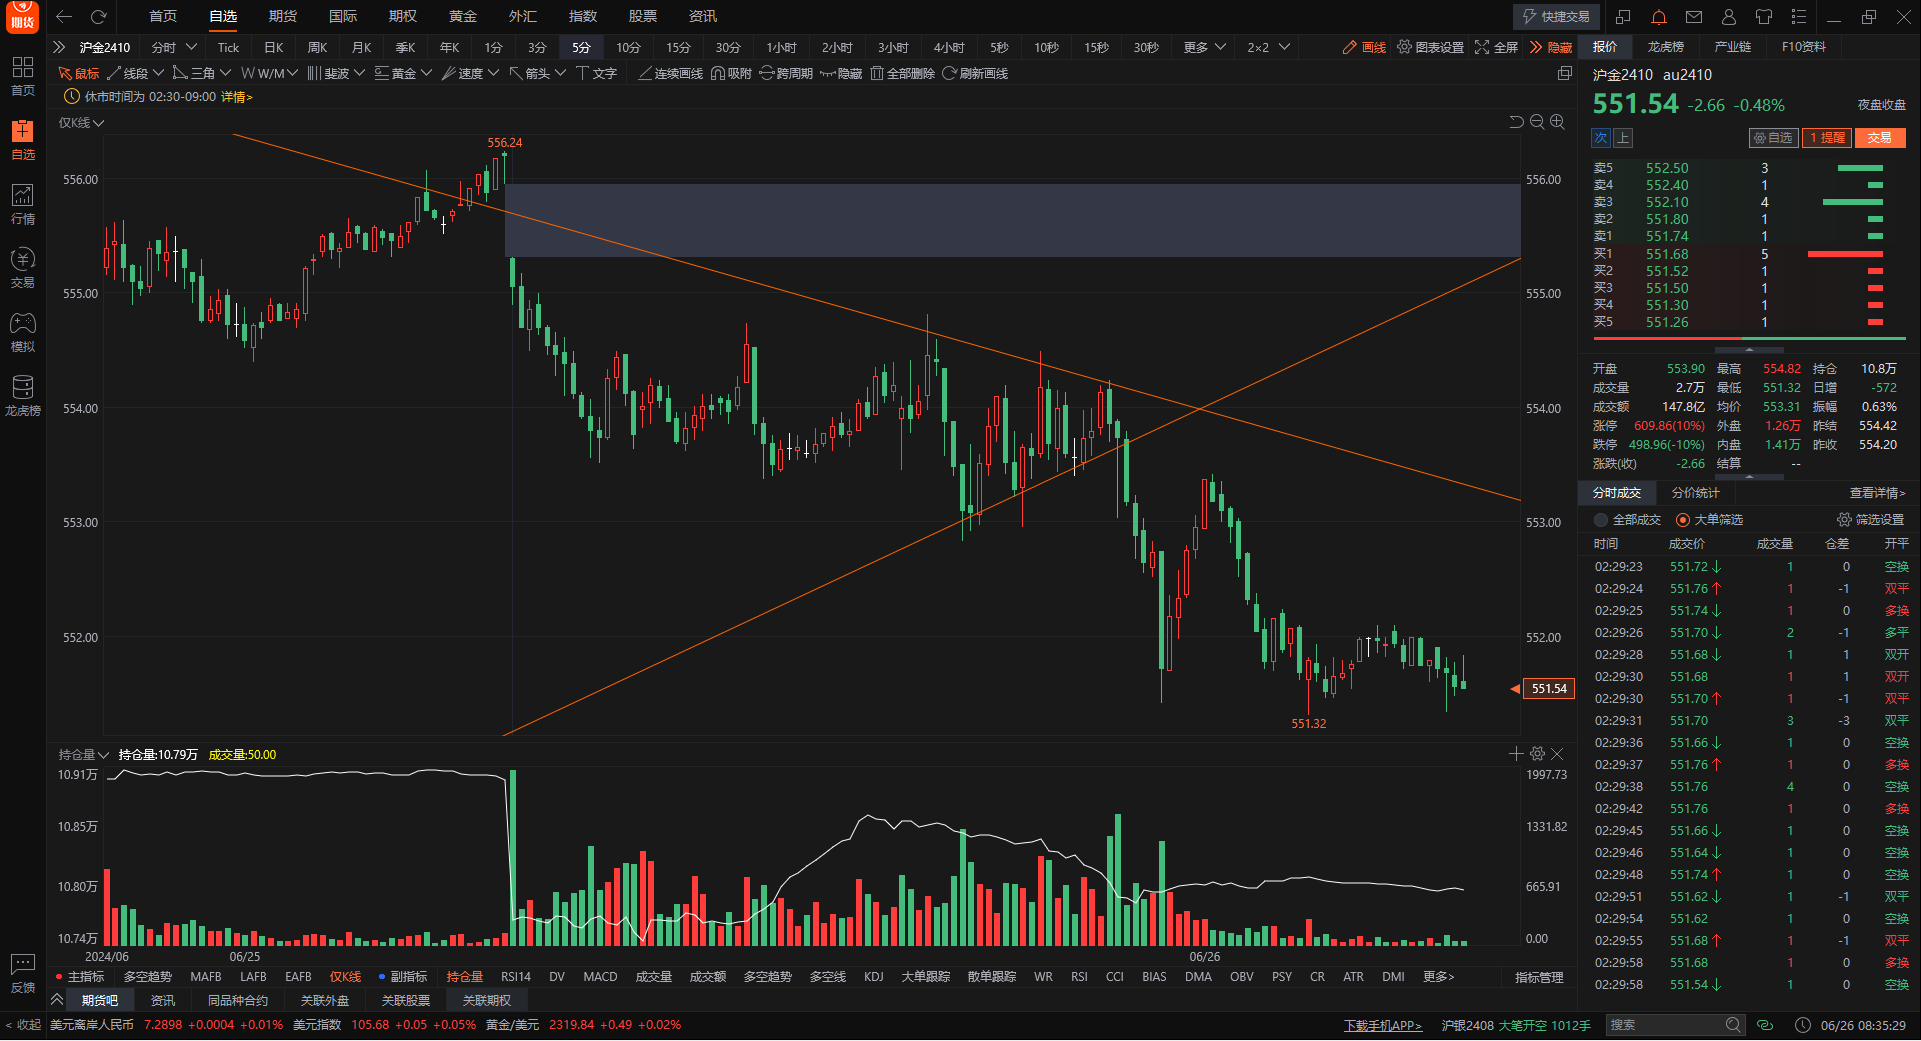 期货 首页 自选 期货 国际 期权 黄金 外汇 指数 股票 资讯 快捷交易
沪金2410 分时 Tick 日K 周K 月K 季K 年K 1分 3分 5分 10分 15分 30分 1小时 2小时 3小时 4小时 5秒 10秒 15秒 30秒 更多 2×2 画线 图表设置 全屏 隐藏
鼠标 线段 三角 W/M 斐波 黄金 速度 箭头 文字 连续画线 吸附 跨周期 隐藏 全部删除 刷新画线
休市时间为 02:30-09:00 详情>
仅K线
首页
自选
行情
交易
模拟
龙虎榜
反馈
< 收起
556.24
556.00 556.00
555.00 555.00
554.00 554.00
553.00 553.00
552.00 552.00
551.54
551.32
持仓量 持仓量:10.79万 成交量:50.00
10.91万 1997.73
10.85万 1331.82
10.80万 665.91
10.74万 0.00
2024/06 06/25 06/26
主指标 多空趋势 MAFB LAFB EAFB 仅K线 副指标 持仓量 RSI14 DV MACD 成交量 成交额 多空趋势 多空线 KDJ 大单跟踪 散单跟踪 WR RSI CCI BIAS DMA OBV PSY CR ATR DMI 更多> 指标管理
期货吧 资讯 同品种合约 关联外盘 关联股票 关联期权
报价 龙虎榜 产业链 F10资料
沪金2410 au2410
551.54 -2.66 -0.48% 夜盘收盘
次 上 自选 1 提醒 交易
卖5 552.50 3
卖4 552.40 1
卖3 552.10 4
卖2 551.80 1
卖1 551.74 1
买1 551.68 5
买2 551.52 1
买3 551.50 1
买4 551.30 1
买5 551.26 1
开盘 553.90 最高 554.82 持仓 10.8万
成交量 2.7万 最低 551.32 日增 -572
成交额 147.8亿 均价 553.31 振幅 0.63%
涨停 609.86(10%) 外盘 1.26万 昨结 554.42
跌停 498.96(-10%) 内盘 1.41万 昨收 554.20
涨跌(收) -2.66 结算 --
分时成交 分价统计 查看详情>
全部成交 大单筛选 筛选设置
时间 成交价 成交量 仓差 开平
02:29:23 551.72↓ 1 0 空换
02:29:24 551.76↑ 1 -1 双平
02:29:25 551.74↓ 1 0 多换
02:29:26 551.70↓ 2 -1 多平
02:29:28 551.68↓ 1 1 双开
02:29:30 551.68 1 1 双开
02:29:30 551.70↑ 1 -1 双平
02:29:31 551.70 3 -3 双平
02:29:36 551.66↓ 1 0 空换
02:29:37 551.76↑ 1 0 多换
02:29:38 551.76 4 0 空换
02:29:42 551.76 1 0 多换
02:29:45 551.66↓ 1 0 空换
02:29:46 551.64↓ 1 0 空换
02:29:48 551.74↑ 1 0 空换
02:29:51 551.62↓ 1 -1 双平
02:29:54 551.62 1 0 空换
02:29:55 551.68↑ 1 -1 双平
02:29:58 551.68 1 0 多换
02:29:58 551.54↓ 1 0 空换
美元离岸人民币 7.2898 +0.0004 +0.01% 美元指数 105.68 +0.05 +0.05% 黄金/美元 2319.84 +0.49 +0.02% 下载手机APP> 沪银2408 大笔开空 1012手 搜索 06/26 08:35:29